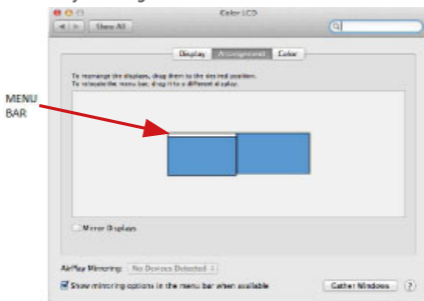 Color LCD
Show All
Display Arrangement Color
To rearrange the displays, drag them to the desired position.
To relocate the menu bar, drag it to a different display.
MENU
BAR
Mirror Displays
AirPlay Mirroring: No Devices Detected
Show mirroring options in the menu bar when available
Gather Windows ?